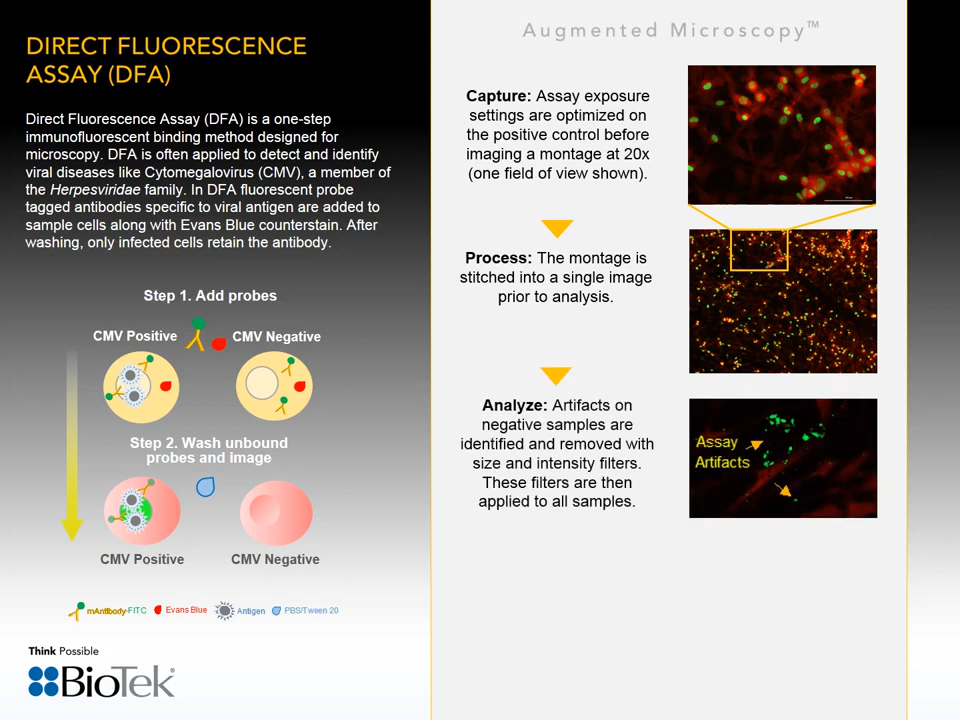 DIRECT FLUORESCENCE
ASSAY (DFA)
Direct Fluorescence Assay (DFA) is a one-step
immunofluorescent binding method designed for
microscopy. DFA is often applied to detect and identify
viral diseases like Cytomegalovirus (CMV), a member of
the Herpesviridae family. In DFA fluorescent probe
tagged antibodies specific to viral antigen are added to
sample cells along with Evans Blue counterstain. After
washing, only infected cells retain the antibody.
Step 1. Add probes
CMV Positive
CMV Negative
Step 2. Wash unbound
probes and image
CMV Positive
CMV Negative
mAntibody-FITC
Evans Blue
Antigen
PBS/Tween 20
Think Possible
BioTek®
Augmented Microscopy™
Capture: Assay exposure
settings are optimized on
the positive control before
imaging a montage at 20x
(one field of view shown).
Process: The montage is
stitched into a single image
prior to analysis.
Analyze: Artifacts on
negative samples are
identified and removed with
size and intensity filters.
These filters are then
applied to all samples.
Assay
Artifacts